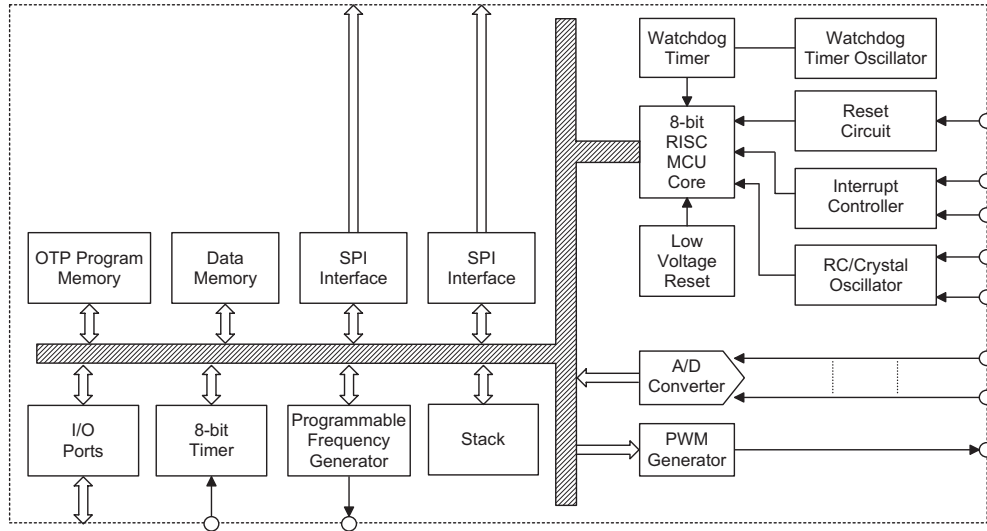 Watchdog
Timer
Watchdog
Timer Oscillator
8-bit
RISC
MCU
Core
Reset
Circuit
Interrupt
Controller
Low
Voltage
Reset
RC/Crystal
Oscillator
OTP Program
Memory
Data
Memory
SPI
Interface
SPI
Interface
A/D
Converter
I/O
Ports
8-bit
Timer
Programmable
Frequency
Generator
Stack
PWM
Generator